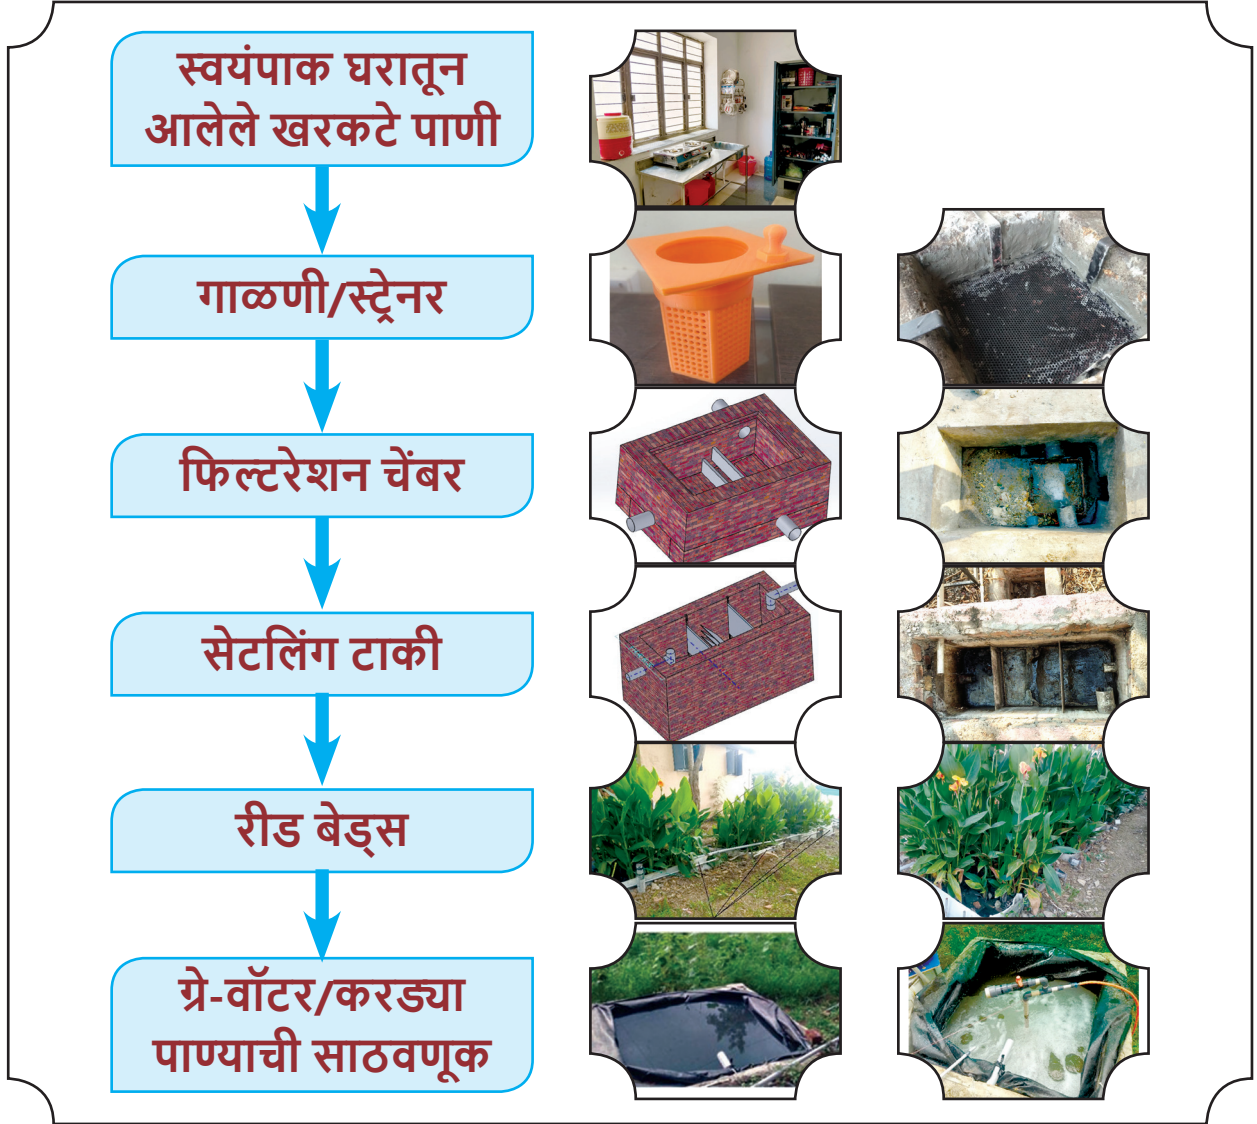 स्वयंपाक घरातून
आलेले खरकटे पाणी
गाळणी/स्ट्रेनर
फिल्टरेशन चेंबर
सेटलिंग टाकी
रीड बेड्स
ग्रे-वॉटर/करड्या
पाण्याची साठवणूक